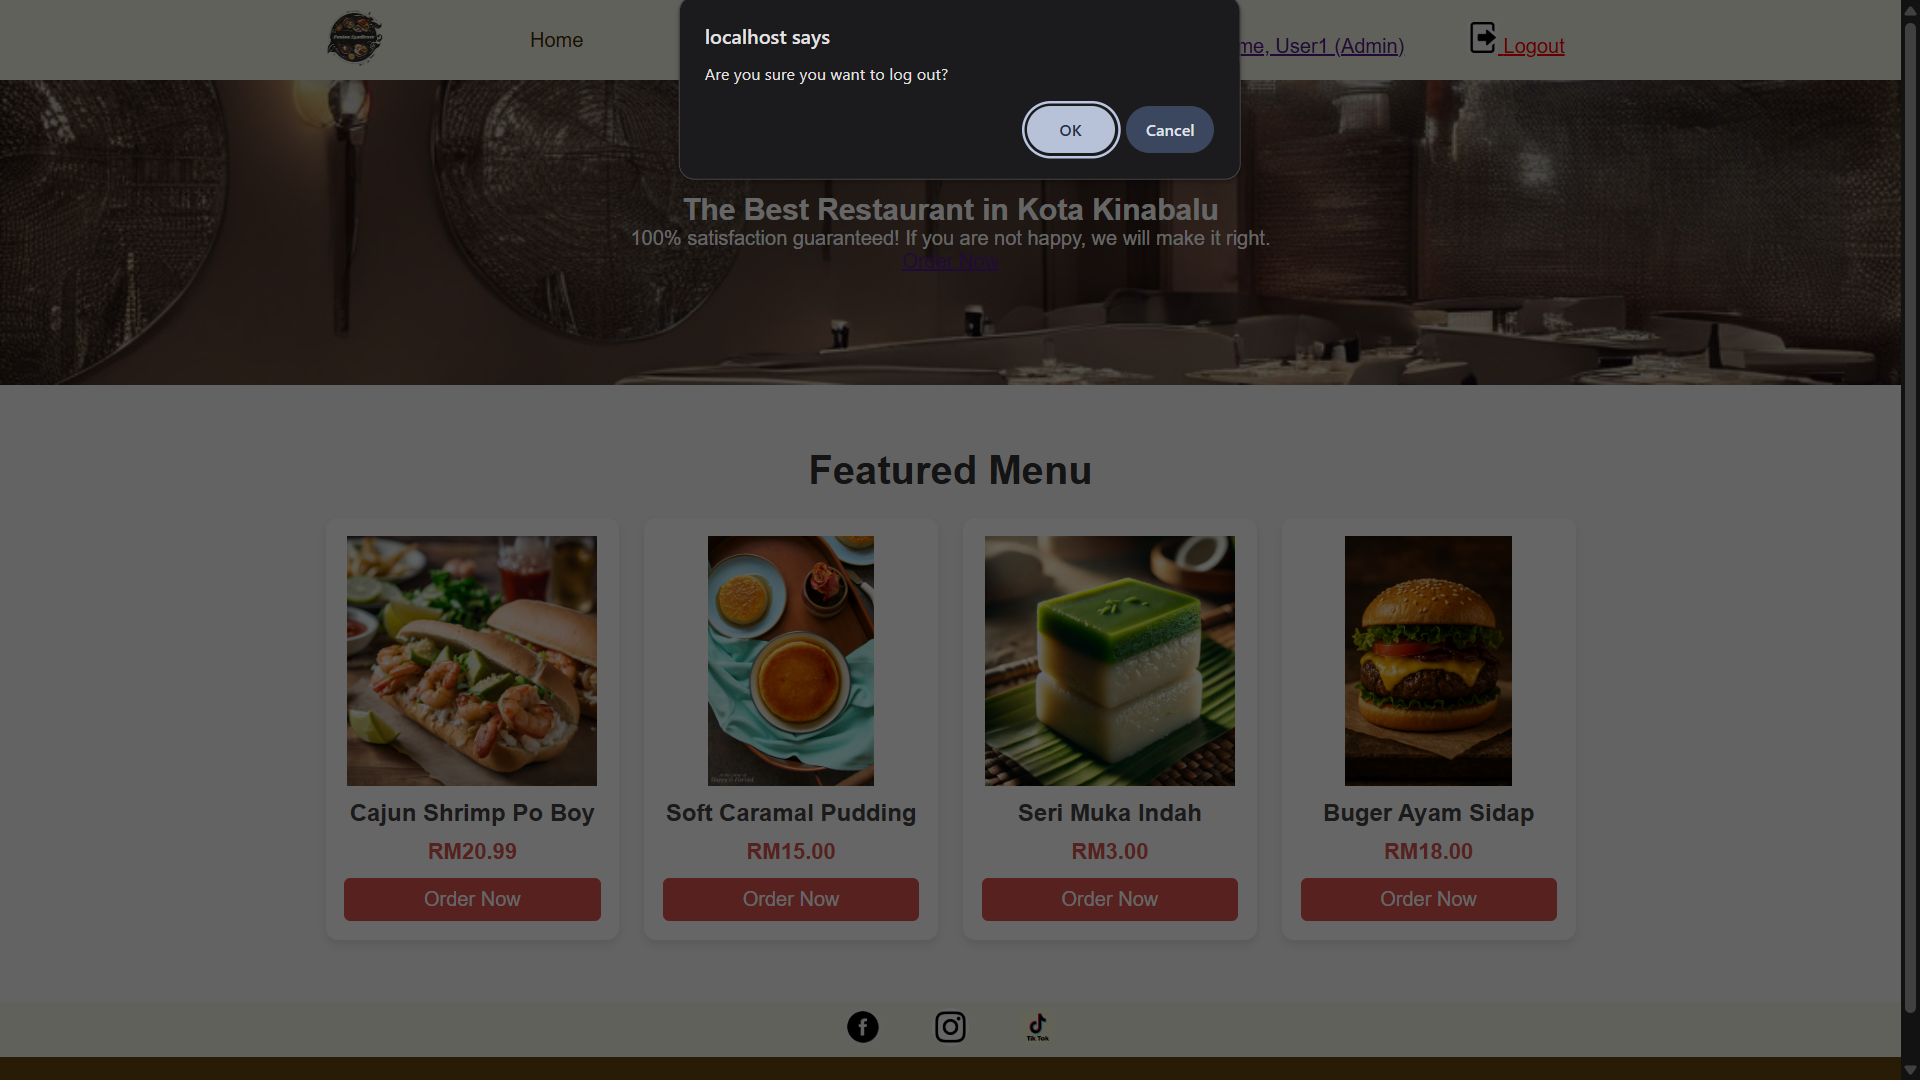 Home
localhost says
Are you sure you want to log out?
OK
Cancel
me, User1 (Admin)
Logout
The Best Restaurant in Kota Kinabalu
100% satisfaction guaranteed! If you are not happy, we will make it right.
Order Now
Featured Menu
Cajun Shrimp Po Boy
RM20.99
Order Now
Soft Caramal Pudding
RM15.00
Order Now
Seri Muka Indah
RM3.00
Order Now
Buger Ayam Sidap
RM18.00
Order Now
Tik Tok